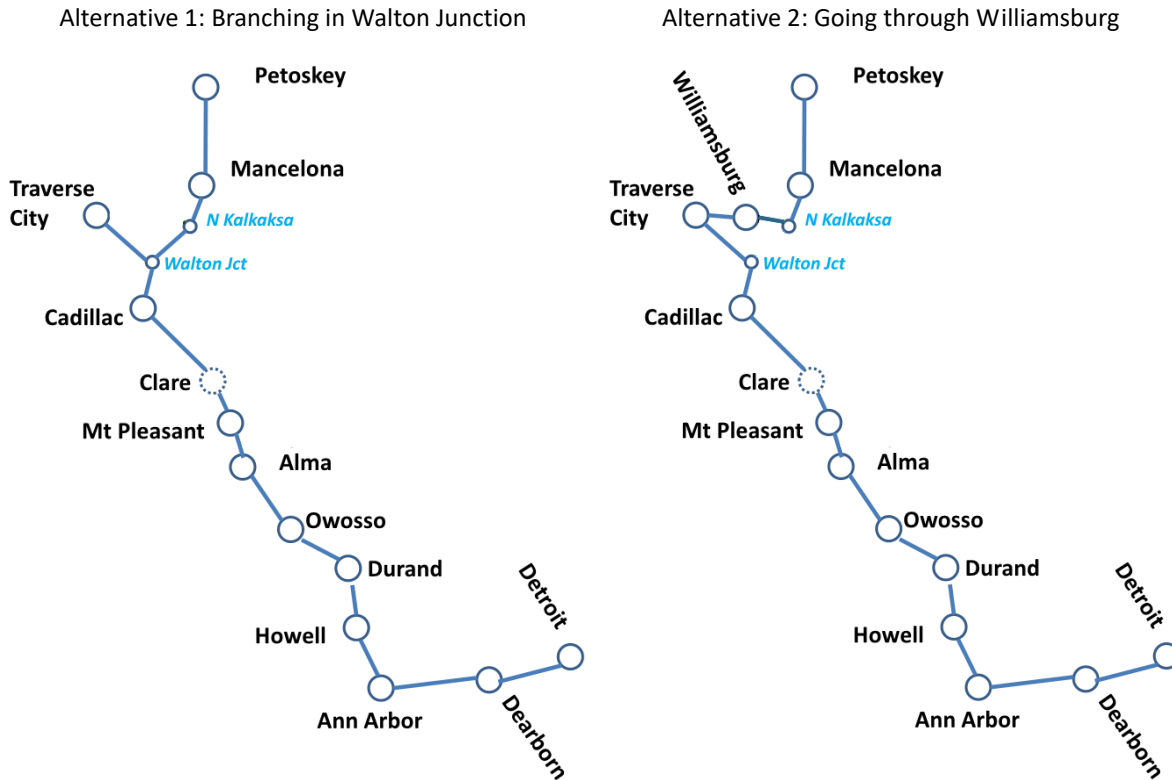 Alternative 1: Branching in Walton Junction
Petoskey
Mancelona
Traverse
City
N Kalkaksa
Walton Jct
Cadillac
Clare
Mt Pleasant
Alma
Owosso
Durand
Howell
Detroit
Ann Arbor
Dearborn
Alternative 2: Going through Williamsburg
Petoskey
Williamsburg
Mancelona
Traverse
City
N Kalkaksa
Walton Jct
Cadillac
Clare
Mt Pleasant
Alma
Owosso
Durand
Howell
Detroit
Ann Arbor
Dearborn